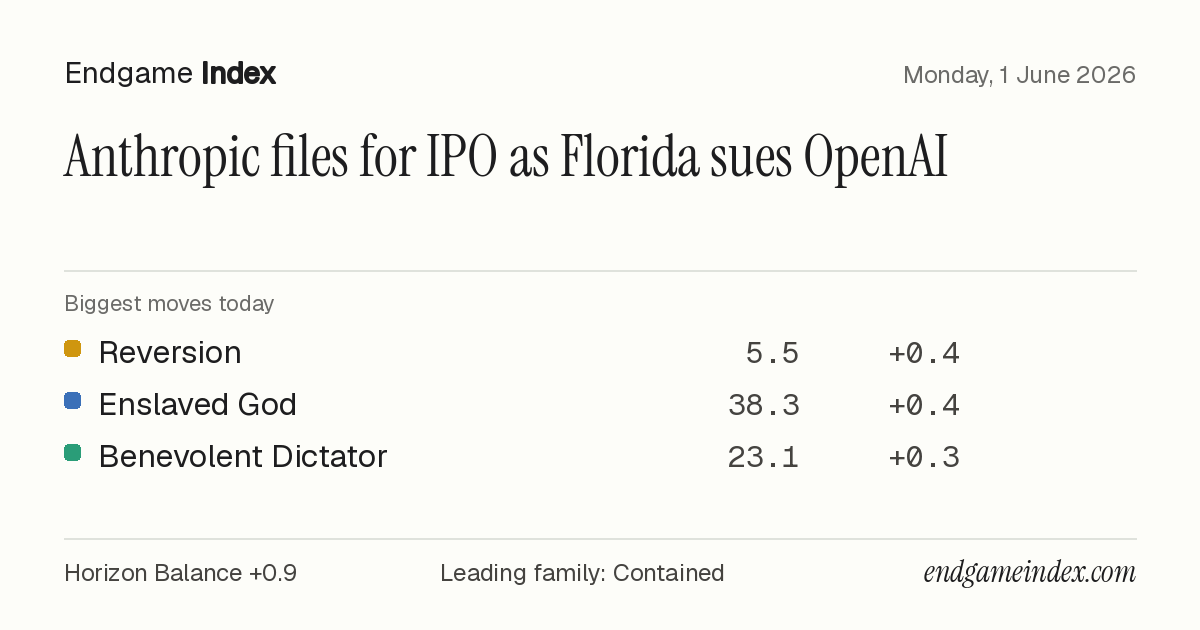 Endgame Index
Monday, 1 June 2026
Anthropic files for IPO as Florida sues OpenAI
Biggest moves today
Reversion 5.5 +0.4
Enslaved God 38.3 +0.4
Benevolent Dictator 23.1 +0.3
Horizon Balance +0.9
Leading family: Contained
endgameindex.com